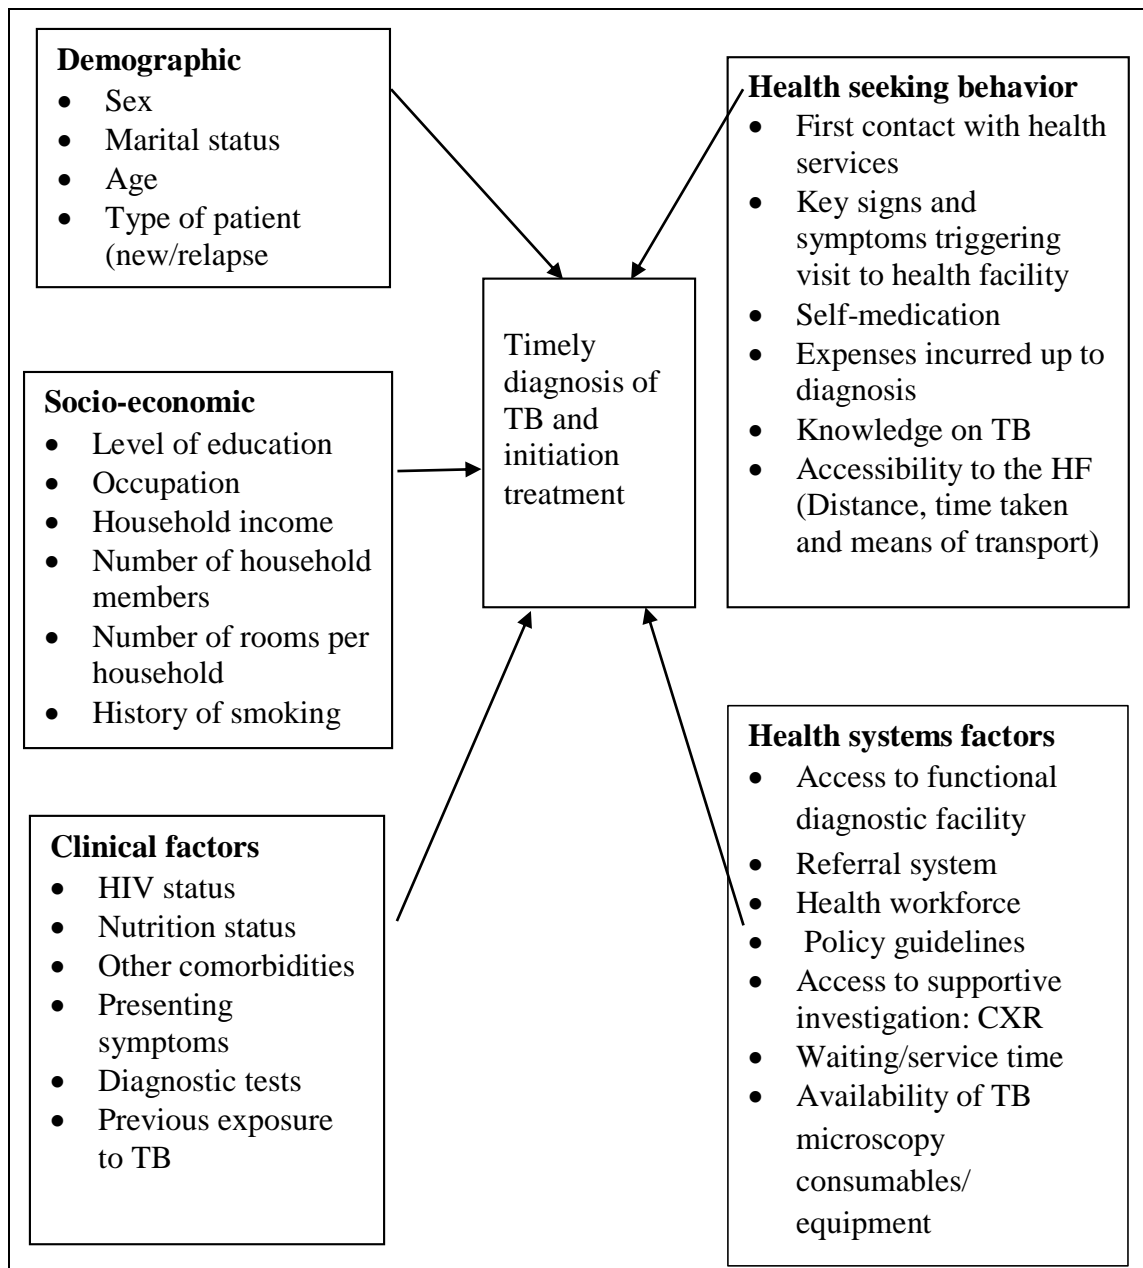 Demographic
• Sex
• Marital status
• Age
• Type of patient
(new/relapse
Socio-economic
• Level of education
• Occupation
• Household income
• Number of household
members
• Number of rooms per
household
• History of smoking
Clinical factors
• HIV status
• Nutrition status
• Other comorbidities
• Presenting
symptoms
• Diagnostic tests
• Previous exposure
to TB
Timely
diagnosis of
TB and
initiation
treatment
Health seeking behavior
• First contact with health
services
• Key signs and
symptoms triggering
visit to health facility
• Self-medication
• Expenses incurred up to
diagnosis
• Knowledge on TB
• Accessibility to the HF
(Distance, time taken
and means of transport)
Health systems factors
• Access to functional
diagnostic facility
• Referral system
• Health workforce
• Policy guidelines
• Access to supportive
investigation: CXR
• Waiting/service time
• Availability of TB
microscopy
consumables/
equipment